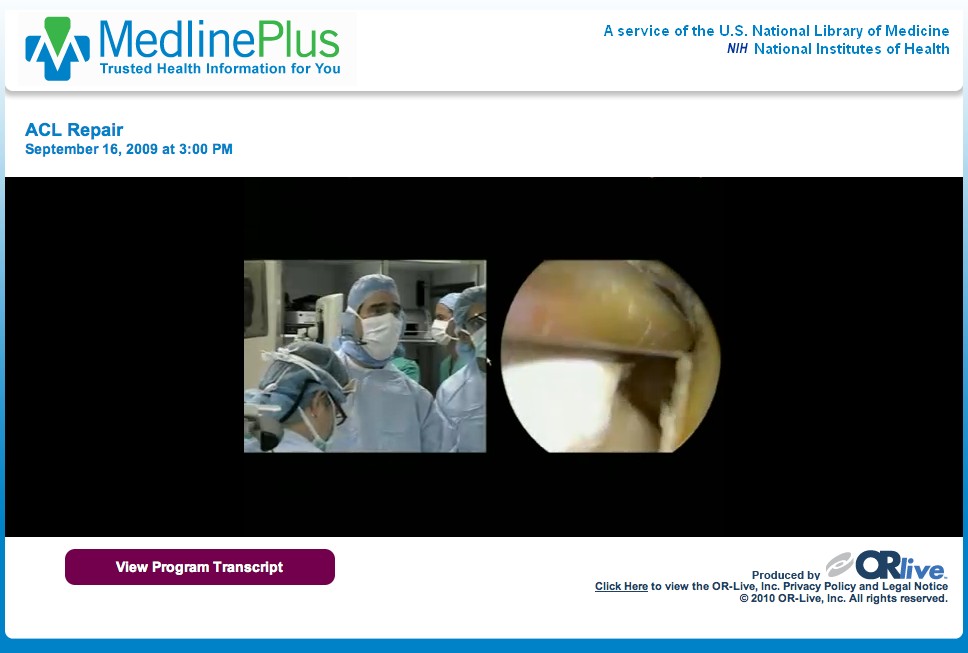 MedlinePlus
Trusted Health Information for You
A service of the U.S. National Library of Medicine
NIH National Institutes of Health
ACL Repair
September 16, 2009 at 3:00 PM
View Program Transcript
Produced by ORlive
Click Here to view the OR-Live, Inc. Privacy Policy and Legal Notice
© 2010 OR-Live, Inc. All rights reserved.